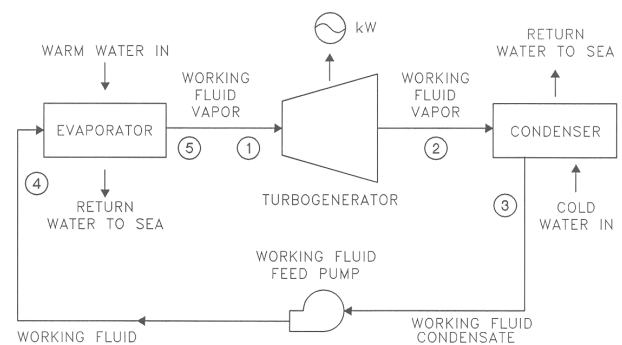 kW
RETURN
WATER TO SEA
WARM WATER IN
WORKING
FLUID
VAPOR
WORKING
FLUID
VAPOR
EVAPORATOR
CONDENSER
5
1
2
4
3
TURBOGENERATOR
RETURN
WATER TO SEA
COLD
WATER IN
WORKING FLUID
FEED PUMP
WORKING FLUID
WORKING FLUID
CONDENSATE